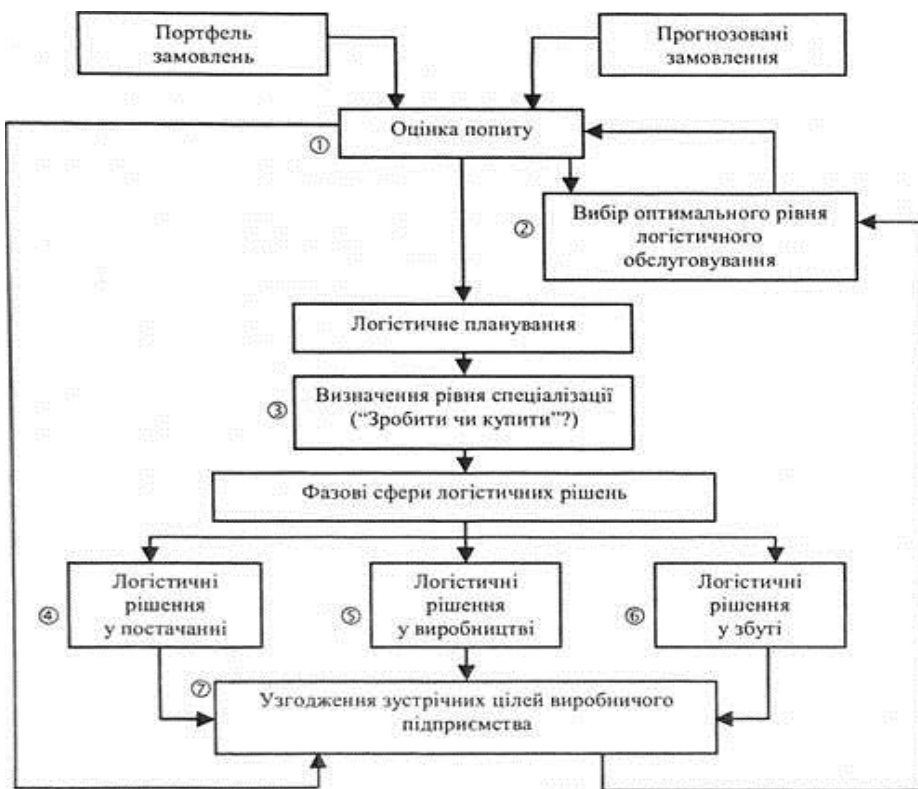 Портфель
замовлень
Прогнозовані
замовлення
Оцінка попиту
①
Вибір оптимального рівня
логістичного
обслуговування
②
Логістичне планування
Визначення рівня спеціалізації
(“Зробити чи купити”?)
③
Фазові сфери логістичних рішень
Логістичні
рішення
у постачанні
④
Логістичні
рішення
у виробництві
⑤
Логістичні
рішення
у збуті
⑥
⑦
Узгодження зустрічних цілей виробничого
підприємства